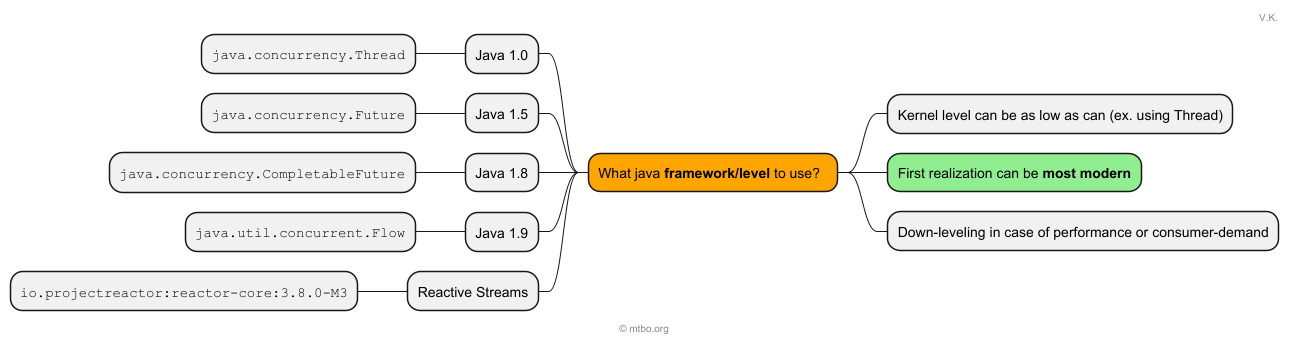 V.K.
java.concurrency.Thread
Java 1.0
java.concurrency.Future
Java 1.5
java.concurrency.CompletableFuture
Java 1.8
java.util.concurrent.Flow
Java 1.9
io.projectreactor:reactor-core:3.8.0-M3
Reactive Streams
What java framework/level to use?
Kernel level can be as low as can (ex. using Thread)
First realization can be most modern
Down-leveling in case of performance or consumer-demand
© mtbo.org